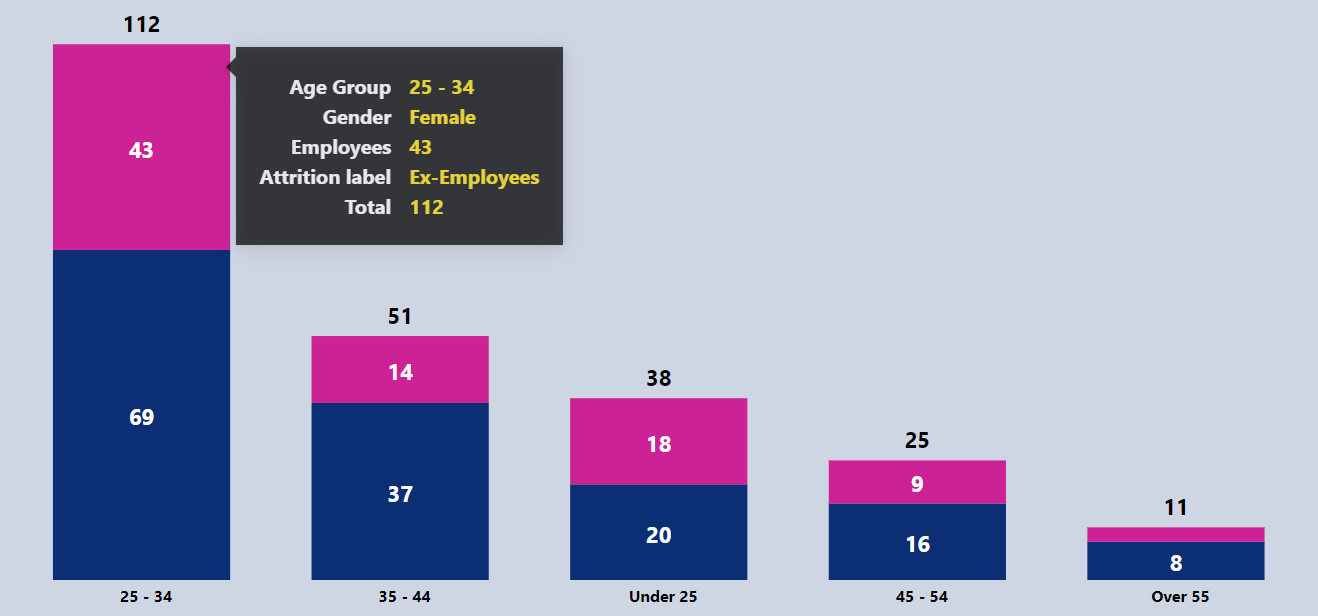 112
43
69
Age Group 25 - 34
Gender Female
Employees 43
Attrition label Ex-Employees
Total 112
51
14
37
38
18
20
25
9
16
11
8
25 - 34 35 - 44 Under 25 45 - 54 Over 55